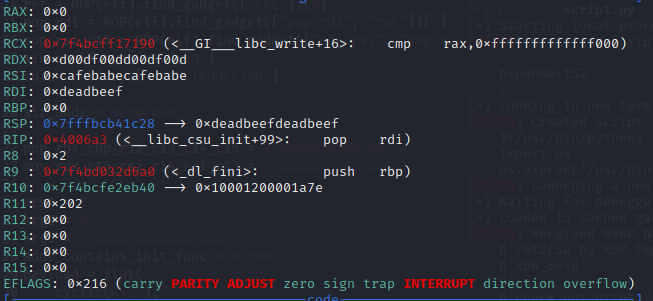 RAX: 0×0
RBX: 0×0
RCX: 0×7f4bcff17190 (<__GI___libc_write+16>: cmp rax,0×fffffffffffff000)
RDX: 0×d00df00dd00df00d
RSI: 0×cafebabecafebabe
RDI: 0×deadbeef
RBP: 0×0
RSP: 0×7fffbcb41c28 → 0×deadbeefdeadbeef
RIP: 0×4006a3 (<__libc_csu_init+99>: pop rdi)
R8 : 0×2
R9 : 0×7f4bd032d6a0 (<_dl_fini>: push rbp)
R10: 0×7f4bcfe2eb40 → 0×10001200001a7e
R11: 0×202
R12: 0×0
R13: 0×0
R14: 0×0
R15: 0×0
EFLAGS: 0×216 (carry PARITY ADJUST zero sign trap INTERRUPT direction overflow)
code